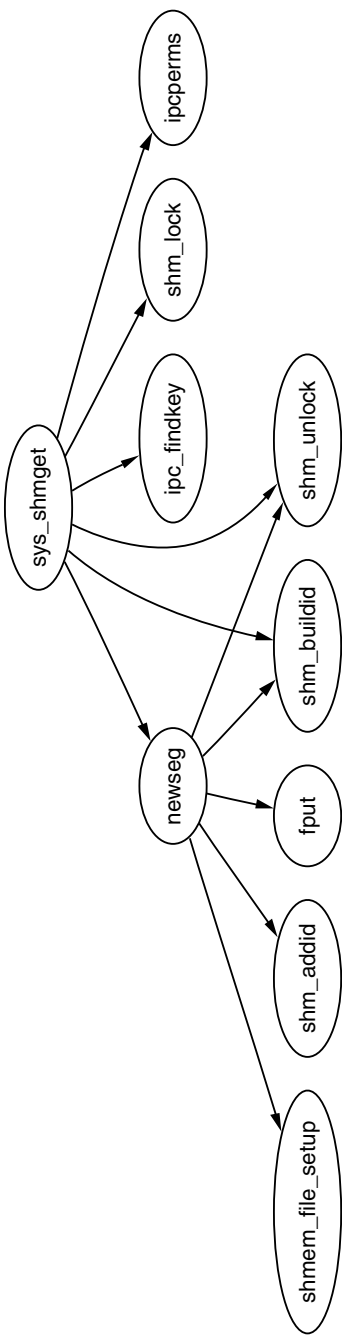 sys_shmget
newseg
ipc_findkey
shm_lock
ipcperms
shmem_file_setup
shm_addid
fput
shm_buildid
shm_unlock